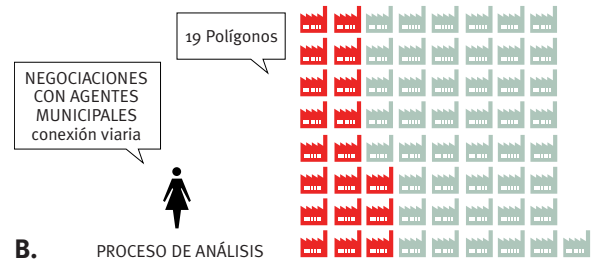 19 Polígonos
NEGOCIACIONES
CON AGENTES
MUNICIPALES
conexión viaria
B.
PROCESO DE ANÁLISIS